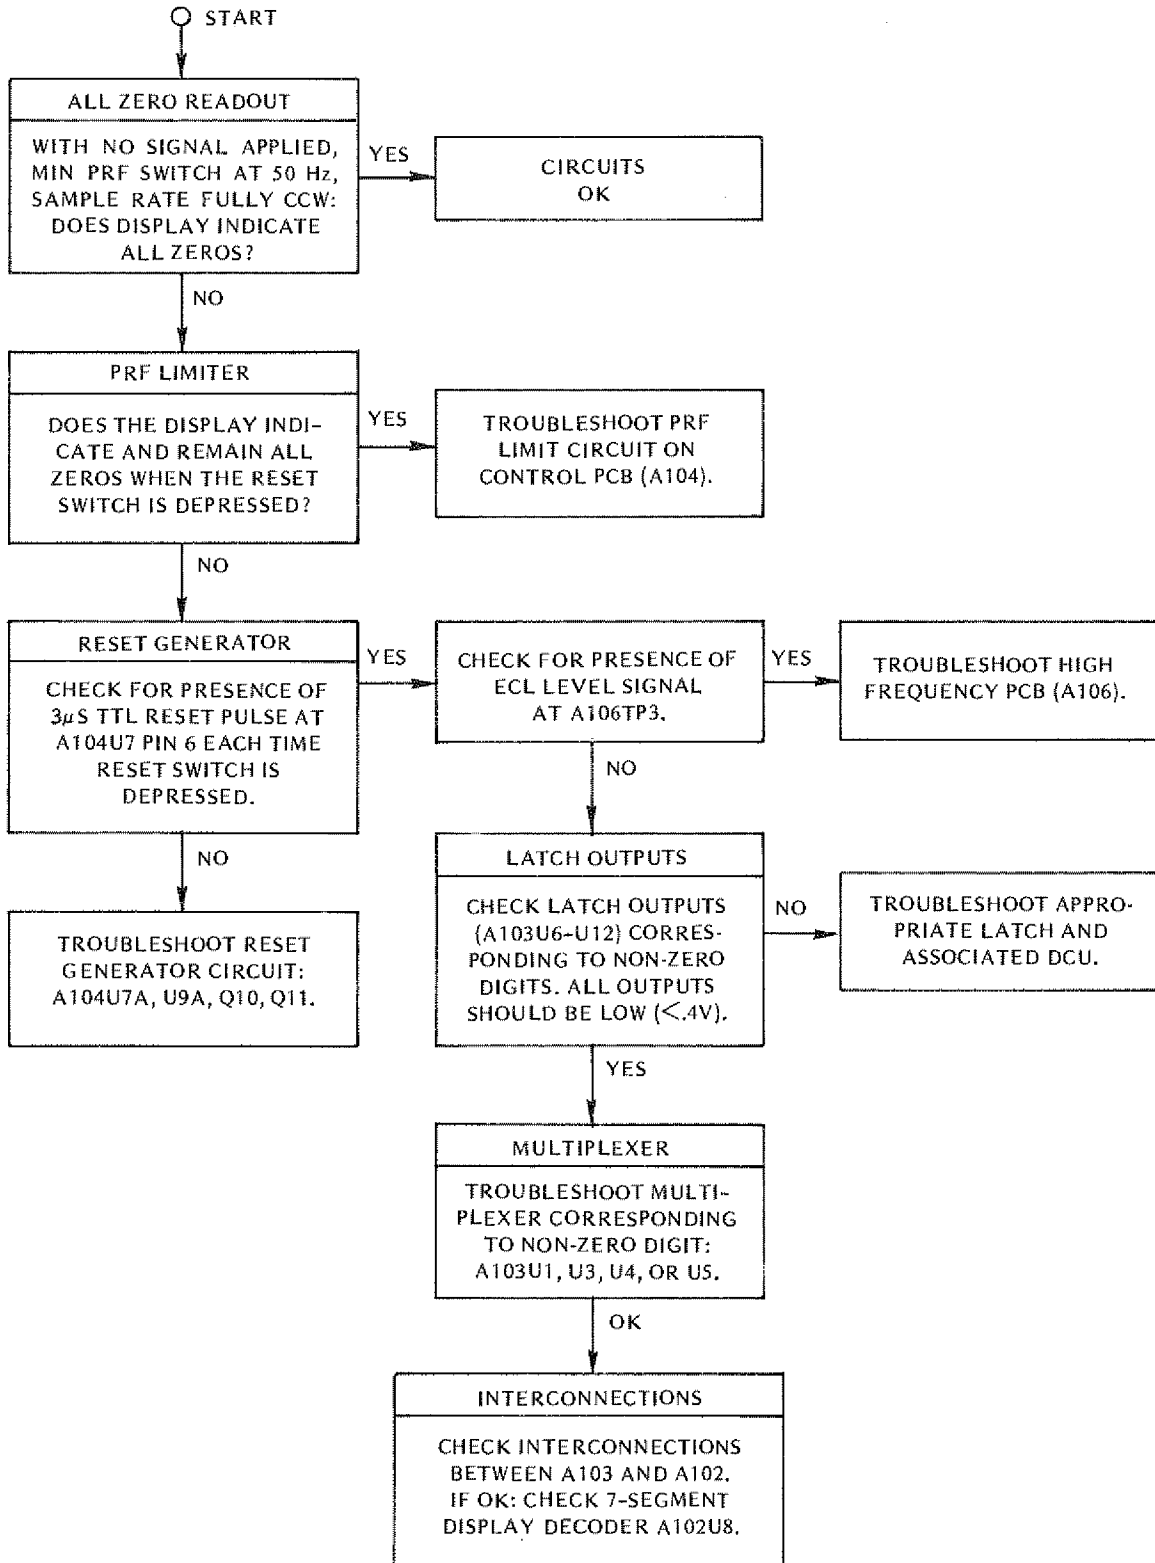 START
ALL ZERO READOUT
WITH NO SIGNAL APPLIED,
MIN PRF SWITCH AT 50 Hz,
SAMPLE RATE FULLY CCW:
DOES DISPLAY INDICATE
ALL ZEROS?
YES
CIRCUITS
OK
NO
PRF LIMITER
DOES THE DISPLAY INDI-
CATE AND REMAIN ALL
ZEROS WHEN THE RESET
SWITCH IS DEPRESSED?
YES
TROUBLESHOOT PRF
LIMIT CIRCUIT ON
CONTROL PCB (A104).
NO
RESET GENERATOR
CHECK FOR PRESENCE OF
3μS TTL RESET PULSE AT
A104U7 PIN 6 EACH TIME
RESET SWITCH IS
DEPRESSED.
YES
CHECK FOR PRESENCE OF
ECL LEVEL SIGNAL
AT A106TP3.
YES
TROUBLESHOOT HIGH
FREQUENCY PCB (A106).
NO
NO
TROUBLESHOOT RESET
GENERATOR CIRCUIT:
A104U7A, U9A, Q10, Q11.
LATCH OUTPUTS
CHECK LATCH OUTPUTS
(A103U6-U12) CORRES-
PONDING TO NON-ZERO
DIGITS. ALL OUTPUTS
SHOULD BE LOW (<.4V).
NO
TROUBLESHOOT APPRO-
PRIATE LATCH AND
ASSOCIATED DCU.
YES
MULTIPLEXER
TROUBLESHOOT MULTI-
PLEXER CORRESPONDING
TO NON-ZERO DIGIT:
A103U1, U3, U4, OR U5.
OK
INTERCONNECTIONS
CHECK INTERCONNECTIONS
BETWEEN A103 AND A102.
IF OK: CHECK 7-SEGMENT
DISPLAY DECODER A102U8.